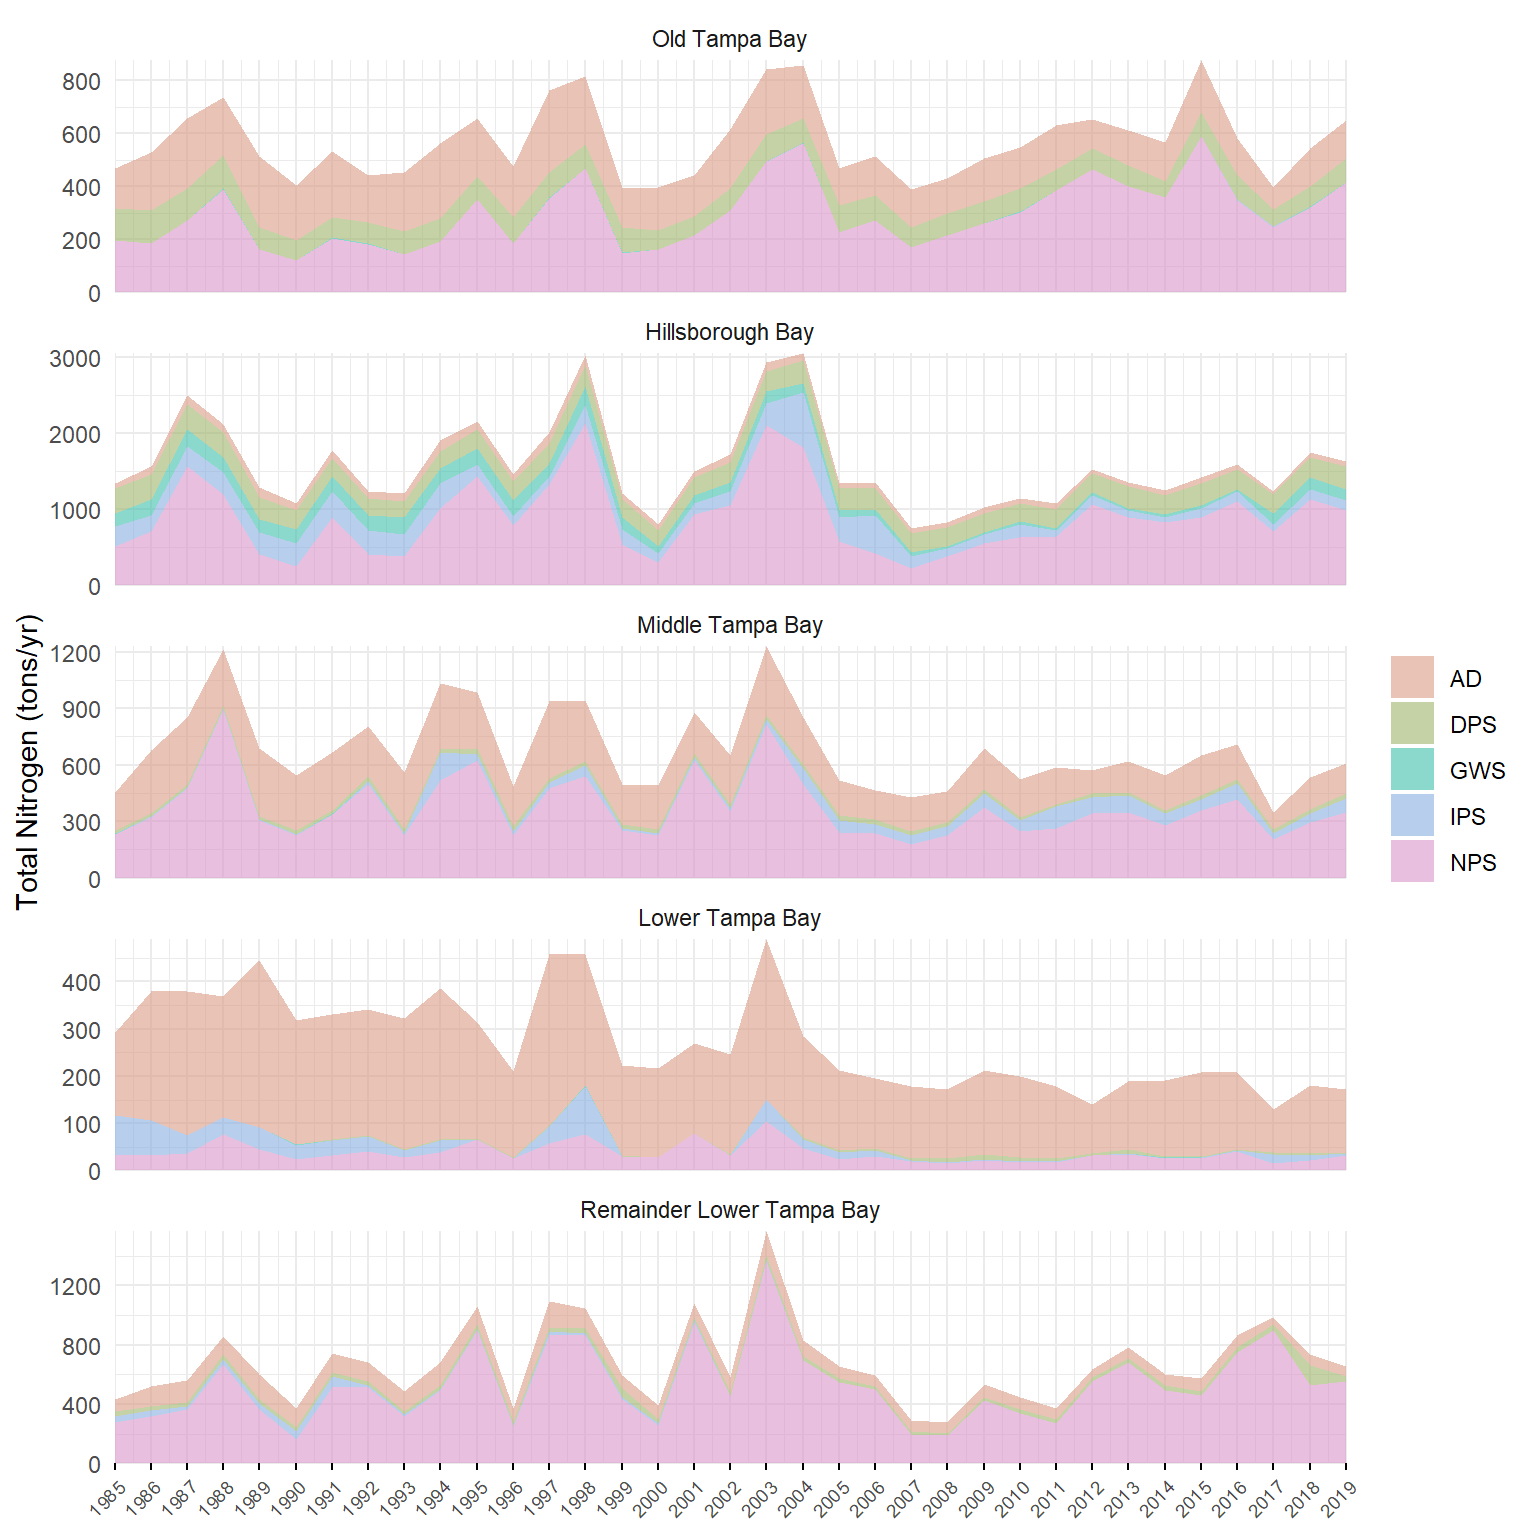 Old Tampa Bay
800
600
400
200
0
Hillsborough Bay
3000
2000
1000
0
Total Nitrogen (tons/yr)
Middle Tampa Bay
1200
900
600
300
0
AD
DPS
GWS
IPS
NPS
Lower Tampa Bay
400
300
200
100
0
Remainder Lower Tampa Bay
1200
800
400
0
1985 1986 1987 1988 1989 1990 1991 1992 1993 1994 1995 1996 1997 1998 1999 2000 2001 2002 2003 2004 2005 2006 2007 2008 2009 2010 2011 2012 2013 2014 2015 2016 2017 2018 2019